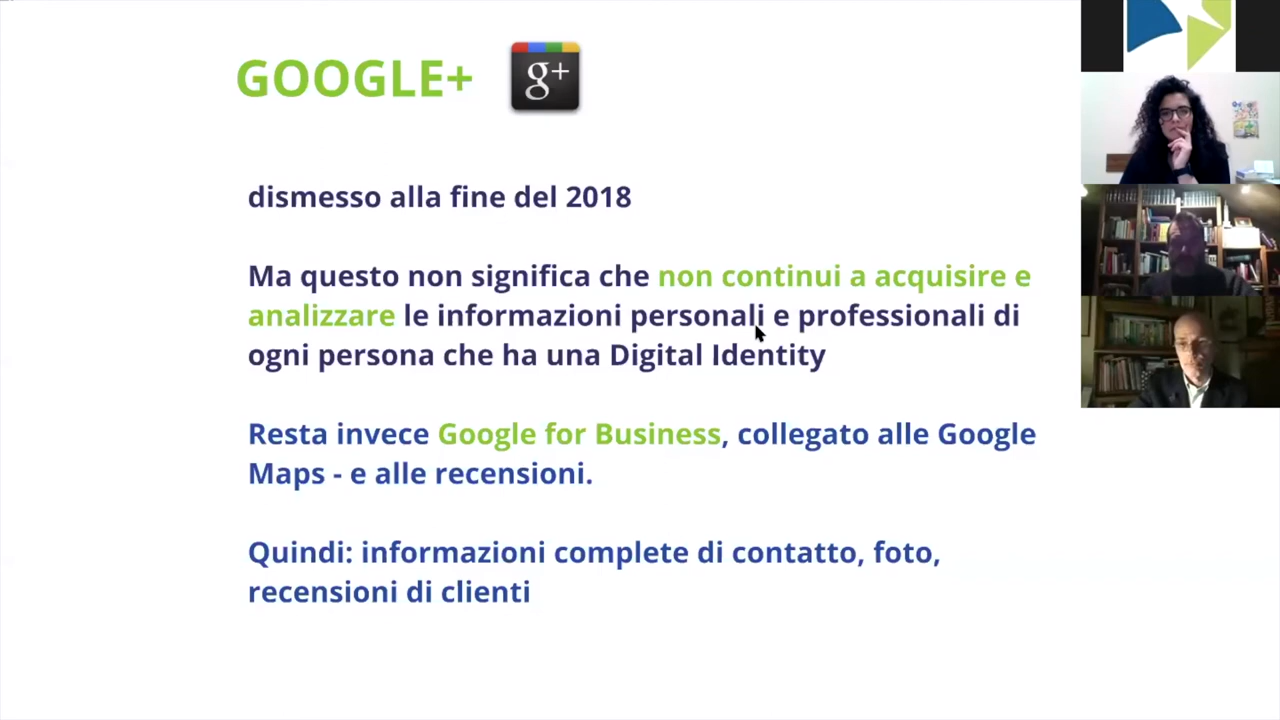 GOOGLE+
g+
dismesso alla fine del 2018
Ma questo non significa che non continui a acquisire e
analizzare le informazioni personali e professionali di
ogni persona che ha una Digital Identity
Resta invece Google for Business, collegato alle Google
Maps - e alle recensioni.
Quindi: informazioni complete di contatto, foto,
recensioni di clienti